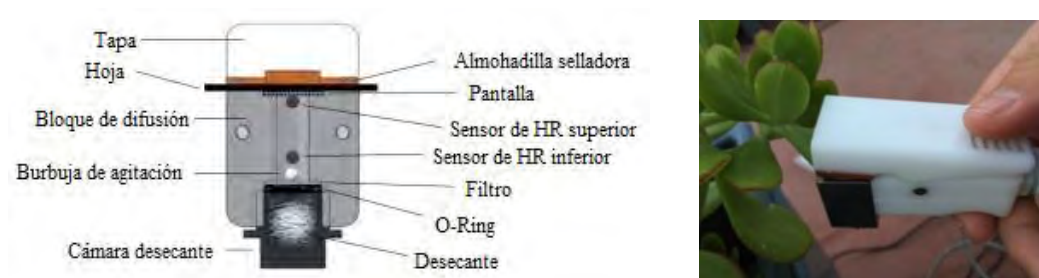 Tapa
Hoja
Bloque de difusión
Burbuja de agitación
Cámara desecante
Almohadilla selladora
Pantalla
Sensor de HR superior
Sensor de HR inferior
Filtro
O-Ring
Desecante